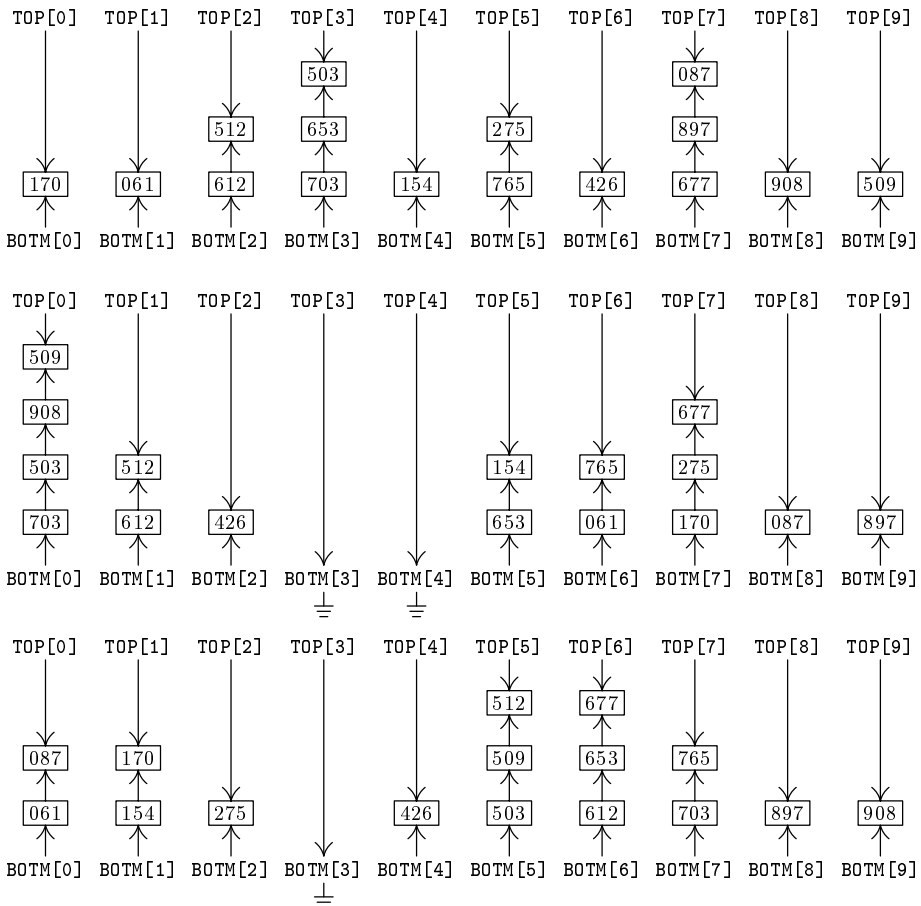 TOP[0] TOP[1] TOP[2] TOP[3] TOP[4] TOP[5] TOP[6] TOP[7] TOP[8] TOP[9]
503 087
512 653 275 897
170 061 612 703 154 765 426 677 908 509
BOTM[0] BOTM[1] BOTM[2] BOTM[3] BOTM[4] BOTM[5] BOTM[6] BOTM[7] BOTM[8] BOTM[9]
TOP[0] TOP[1] TOP[2] TOP[3] TOP[4] TOP[5] TOP[6] TOP[7] TOP[8] TOP[9]
509
908 677
503 512 154 765 275
703 612 426 653 061 170 087 897
BOTM[0] BOTM[1] BOTM[2] BOTM[3] BOTM[4] BOTM[5] BOTM[6] BOTM[7] BOTM[8] BOTM[9]
TOP[0] TOP[1] TOP[2] TOP[3] TOP[4] TOP[5] TOP[6] TOP[7] TOP[8] TOP[9]
512 677
087 170 509 653 765
061 154 275 426 503 612 703 897 908
BOTM[0] BOTM[1] BOTM[2] BOTM[3] BOTM[4] BOTM[5] BOTM[6] BOTM[7] BOTM[8] BOTM[9]